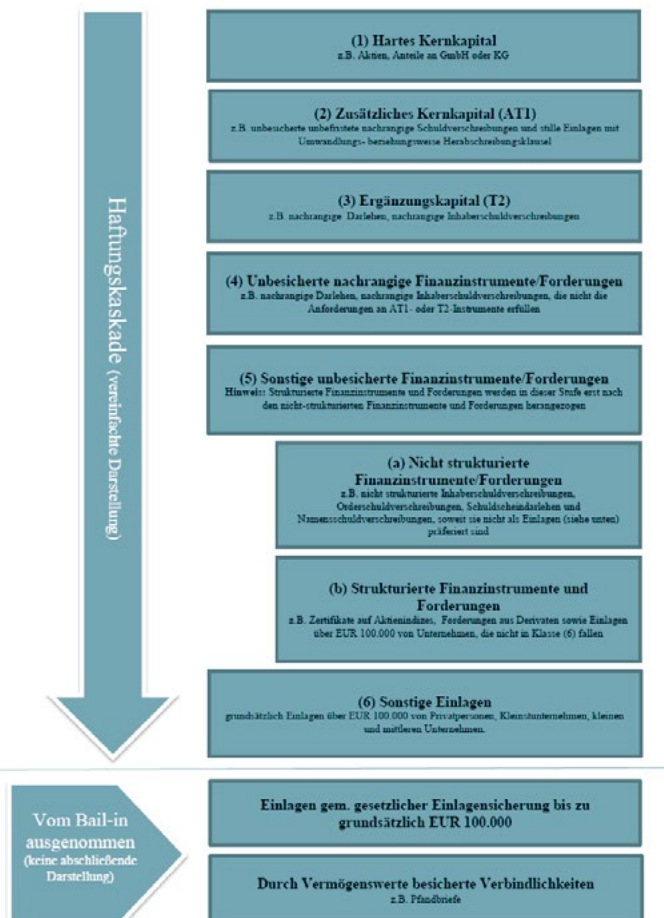 Haftungskaskade (vereinfachte Darstellung)
(1) Hartes Kernkapital
z.B. Aktien, Anteile an GmbH oder KG
(2) Zusätzliches Kernkapital (AT1)
z.B. unbesicherte unbefristete nachrangige Schuldverschreibungen und stille Einlagen mit
Umwandlungs- beziehungsweise Herabschreibungsklausel
(3) Ergänzungskapital (T2)
z.B. nachrangige Darlehen, nachrangige Inhaberschuldverschreibungen
(4) Unbesicherte nachrangige Finanzinstrumente/Forderungen
z.B. nachrangige Darlehen, nachrangige Inhaberschuldverschreibungen, die nicht die
Anforderungen an AT1- oder T2-Instrumente erfüllen
(5) Sonstige unbesicherte Finanzinstrumente/Forderungen
Hinweis: Strukturierte Finanzinstrumente und Forderungen werden in dieser Stufe erst nach
den nicht-strukturierten Finanzinstrumente und Forderungen herangezogen
(a) Nicht strukturierte
Finanzinstrumente/Forderungen
z.B. nicht strukturierte Inhaberschuldverschreibungen,
Orderschuldverschreibungen, Schuldscheindarlehen und
Namensschuldverschreibungen, soweit sie nicht als Einlagen (siehe unten)
präferiert sind
(b) Strukturierte Finanzinstrumente und
Forderungen
z.B. Zertifikate auf Aktienindizes, Forderungen aus Derivaten sowie Einlagen
über EUR 100.000 von Unternehmen, die nicht in Klasse (6) fallen
(6) Sonstige Einlagen
grundsätzlich Einlagen über EUR 100.000 von Privatpersonen, Kleinstunternehmen, kleinen
und mittleren Unternehmen.
Vom Bail-in
ausgenommen
(keine abschließende
Darstellung)
Einlagen gem. gesetzlicher Einlagensicherung bis zu
grundsätzlich EUR 100.000
Durch Vermögenswerte besicherte Verbindlichkeiten
z.B. Pfandbriefe